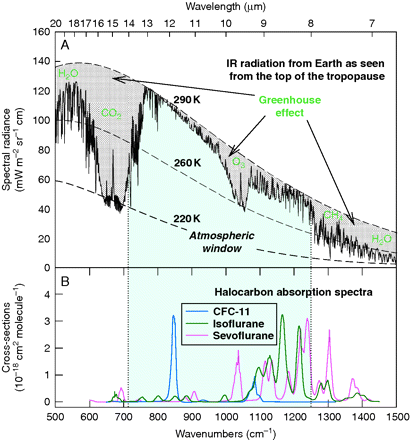 Wavelength (μm)
20 18 17 16 15 14 13 12 11 10 9 8 7
A
IR radiation from Earth as seen
from the top of the tropopause
Greenhouse
effect
H2O
CO2
O3
CH4
H2O
290 K
260 K
220 K
Atmospheric
window
Spectral radiance
(mW m−2 sr−1 cm)
160
140
120
100
80
60
40
20
0
B
Halocarbon absorption spectra
CFC-11
Isoflurane
Sevoflurane
Cross-sections
(10−18 cm2 molecule−1)
4
3
2
1
0
500 600 700 800 900 1000 1100 1200 1300 1400 1500
Wavenumbers (cm−1)